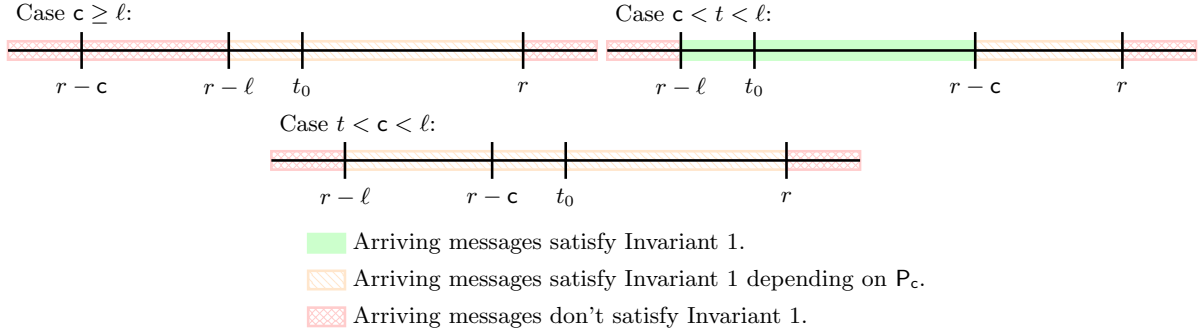 Case c ≥ ℓ:
Case c < t < ℓ:
r − c r − ℓ t₀ r
r − ℓ t₀ r − c r
Case t < c < ℓ:
r − ℓ r − c t₀ r
Arriving messages satisfy Invariant 1.
Arriving messages satisfy Invariant 1 depending on P_c.
Arriving messages don't satisfy Invariant 1.